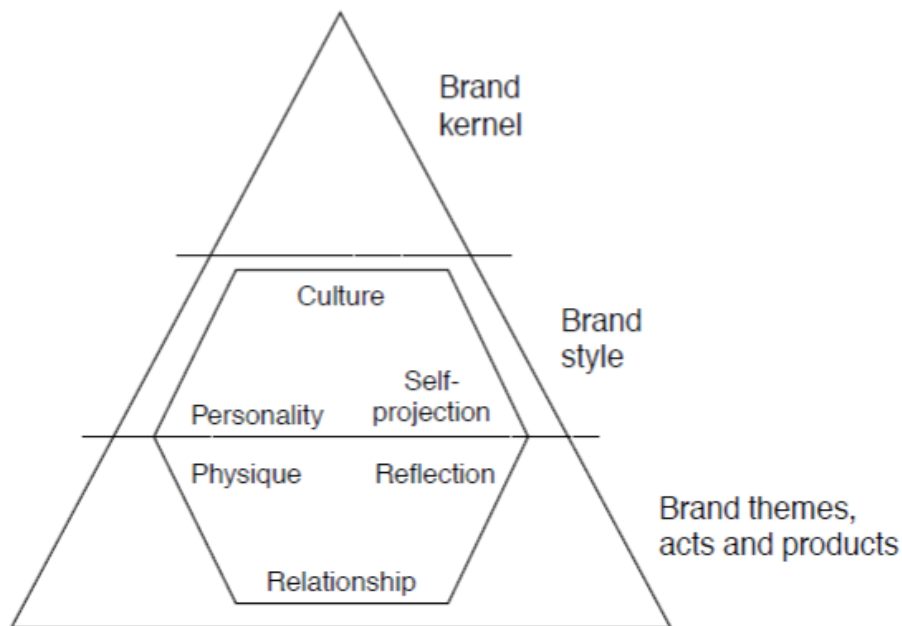 Brand
kernel
Culture
Brand
style
Self-
projection
Personality
Physique
Reflection
Brand themes,
acts and products
Relationship